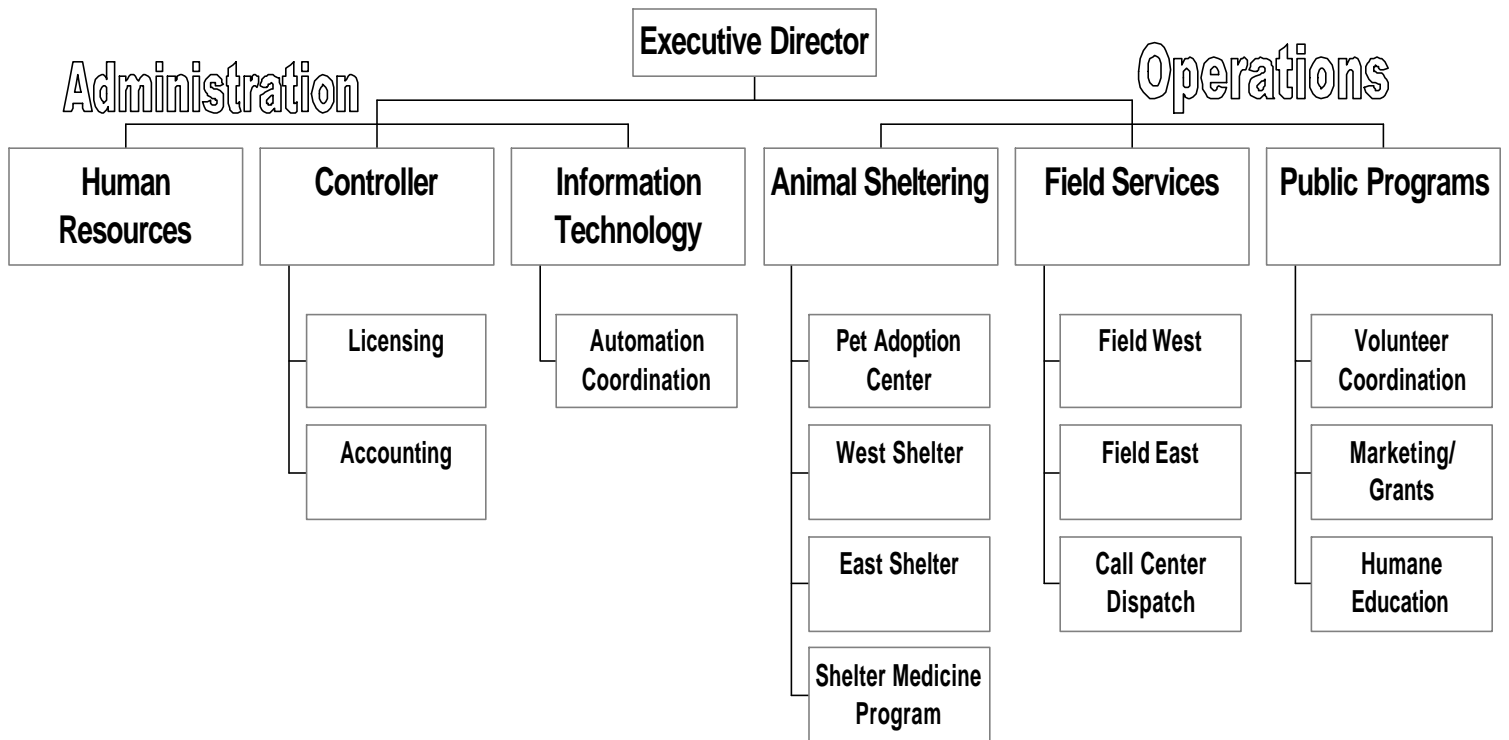 Executive Director
Administration
Operations
Human
Resources
Controller
Information
Technology
Animal Sheltering
Field Services
Public Programs
Licensing
Accounting
Automation
Coordination
Pet Adoption
Center
West Shelter
East Shelter
Shelter Medicine
Program
Field West
Field East
Call Center
Dispatch
Volunteer
Coordination
Marketing/
Grants
Humane
Education